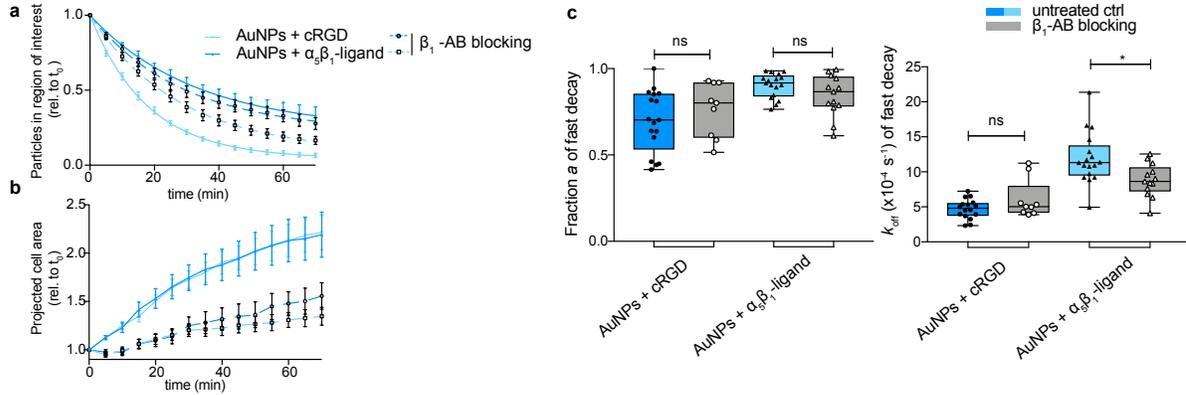 a
Particles in region of interest
(rel. to t₀)
1.0
0.5
0.0
20
40
60
time (min)
AuNPs + cRGD
AuNPs + α₅β₁-ligand
β₁ -AB blocking
b
Projected cell area
(rel. to t₀)
2.5
2.0
1.5
1.0
0
20
40
60
time (min)
c
Fraction a of fast decay
1.0
0.5
0.0
ns
ns
AuNPs + cRGD
AuNPs + α₅β₁-ligand
untreated ctrl
β₁-AB blocking
k_off (x10⁻⁴ s⁻¹) of fast decay
25
20
15
10
5
0
ns
*
AuNPs + cRGD
AuNPs + α₅β₁-ligand